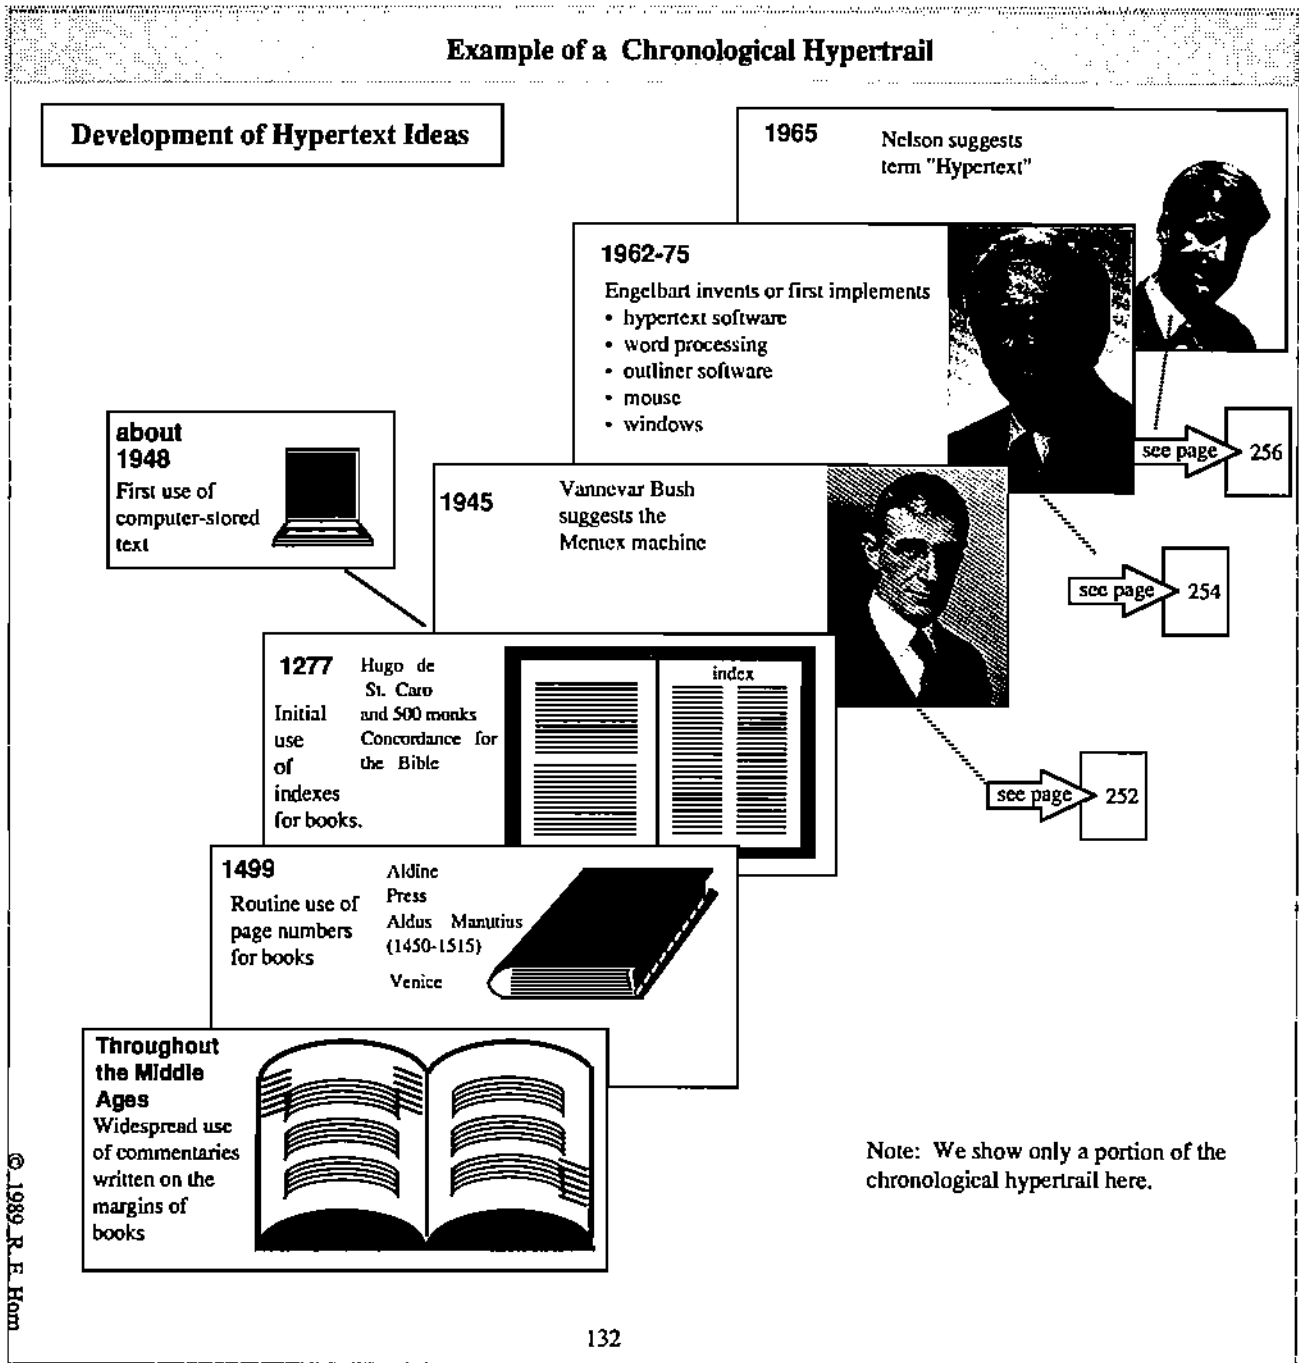 Example of a Chronological Hypertrail
Development of Hypertext Ideas
1965
Nelson suggests
term "Hypertext"
1962-75
Engelbart invents or first implements
• hypertext software
• word processing
• outliner software
• mouse
• windows
see page
256
about
1948
First use of
computer-stored
text
1945
Vannevar Bush
suggests the
Memex machine
see page
254
1277
Initial
use
of
indexes
for books.
Hugo de
St. Caro
and 500 monks
Concordance for
the Bible
index
see page
252
1499
Routine use of
page numbers
for books
Aldine
Press
Aldus Manutius
(1450-1515)
Venice
Throughout
the Middle
Ages
Widespread use
of commentaries
written on the
margins of
books
Note: We show only a portion of the
chronological hypertrail here.
© 1989 R. E. Horn
132